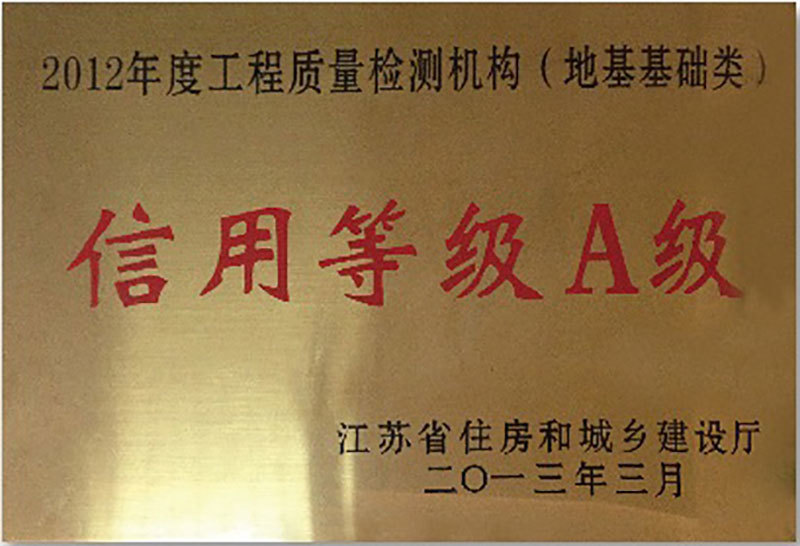 2012年度工程质量检测机构（地基基础类）
信用等级A级
江苏省住房和城乡建设厅
二〇一三年三月